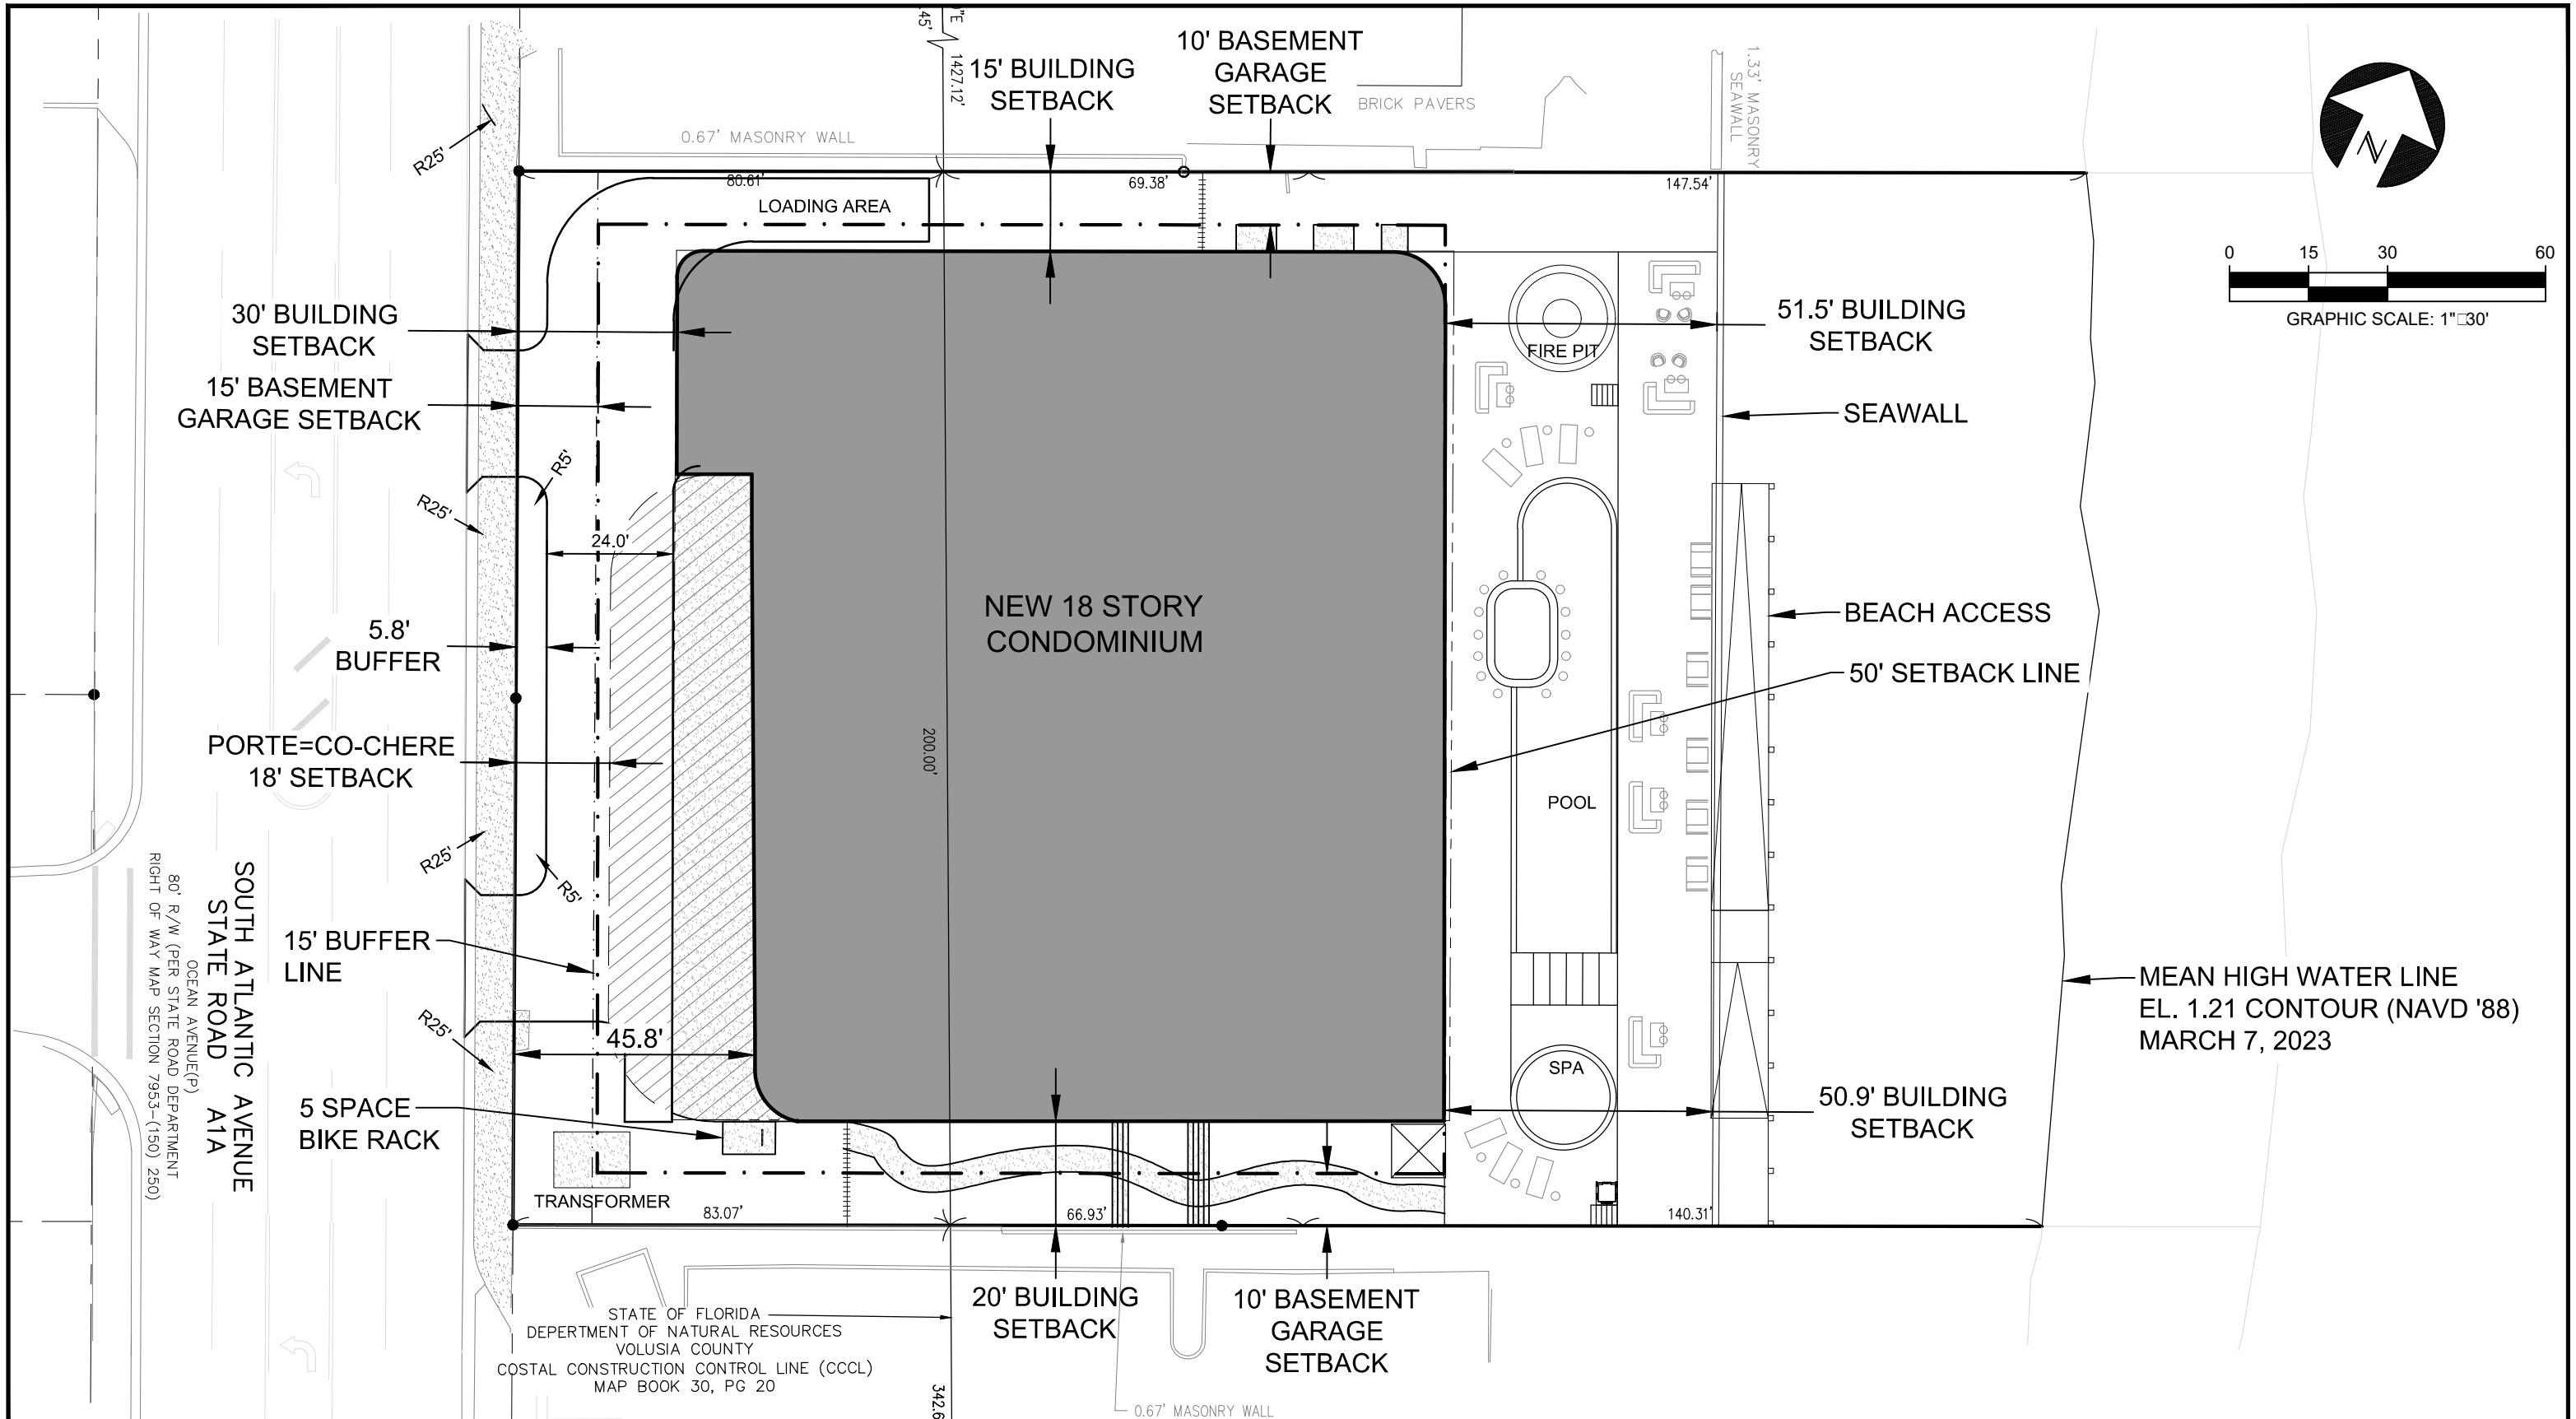 45'
"E
1427.12'
15' BUILDING
SETBACK
10' BASEMENT
GARAGE
SETBACK
BRICK PAVERS
1.33' MASONRY
SEAWALL
N
0.67' MASONRY WALL
R25'
80.61'
69.38'
147.54'
LOADING AREA
0 15 30 60
GRAPHIC SCALE: 1"□30'
30' BUILDING
SETBACK
51.5' BUILDING
SETBACK
FIRE PIT
15' BASEMENT
GARAGE SETBACK
SEAWALL
R5'
R25'
24.0'
NEW 18 STORY
CONDOMINIUM
BEACH ACCESS
5.8'
BUFFER
50' SETBACK LINE
PORTE=CO-CHERE
18' SETBACK
200.00'
POOL
R25'
R5'
SOUTH ATLANTIC AVENUE
STATE ROAD A1A
OCEAN AVENUE(P)
80' R/W (PER STATE ROAD DEPARTMENT
RIGHT OF WAY MAP SECTION 7953-(150) 250)
15' BUFFER
LINE
MEAN HIGH WATER LINE
EL. 1.21 CONTOUR (NAVD '88)
MARCH 7, 2023
R25'
45.8'
SPA
5 SPACE
BIKE RACK
50.9' BUILDING
SETBACK
TRANSFORMER
83.07'
66.93'
140.31'
20' BUILDING
SETBACK
10' BASEMENT
GARAGE
SETBACK
STATE OF FLORIDA
DEPERTMENT OF NATURAL RESOURCES
VOLUSIA COUNTY
COSTAL CONSTRUCTION CONTROL LINE (CCCL)
MAP BOOK 30, PG 20
342.6
0.67' MASONRY WALL